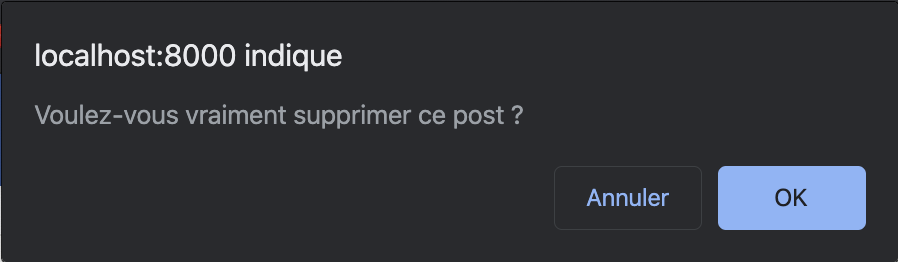 localhost:8000 indique
Voulez-vous vraiment supprimer ce post ?
Annuler
OK